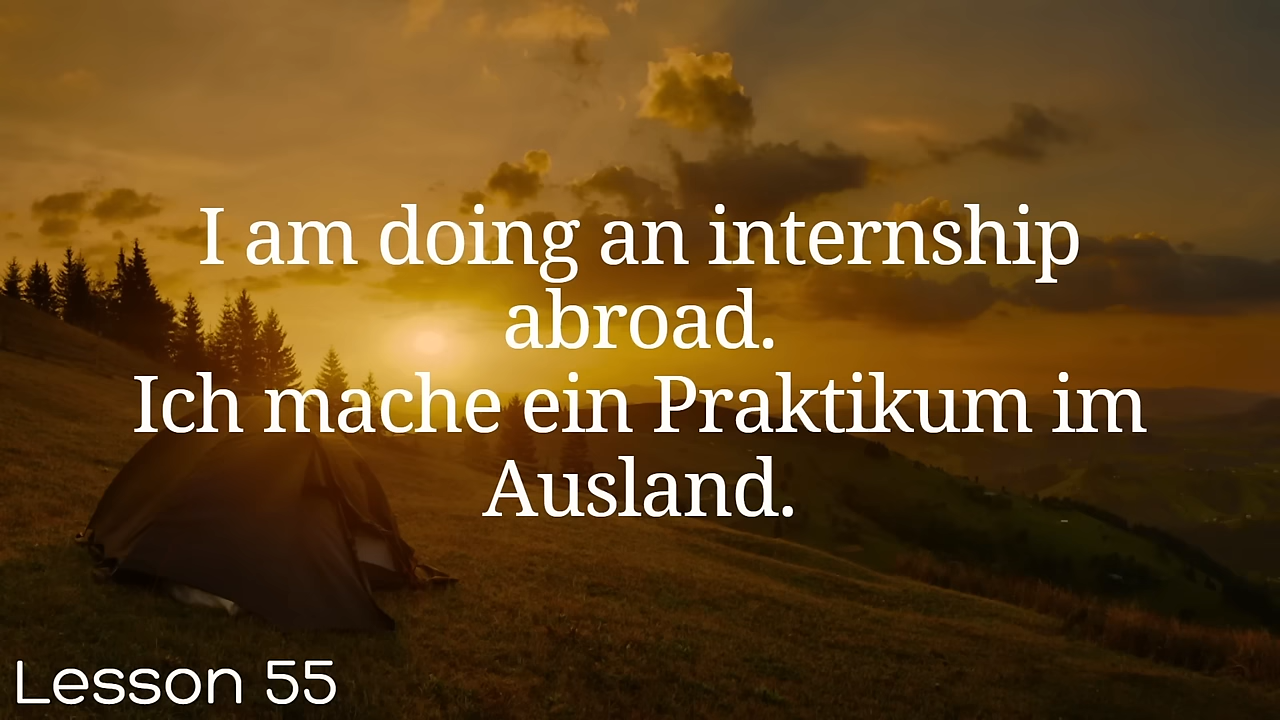 I am doing an internship
abroad.
Ich mache ein Praktikum im
Ausland.
Lesson 55